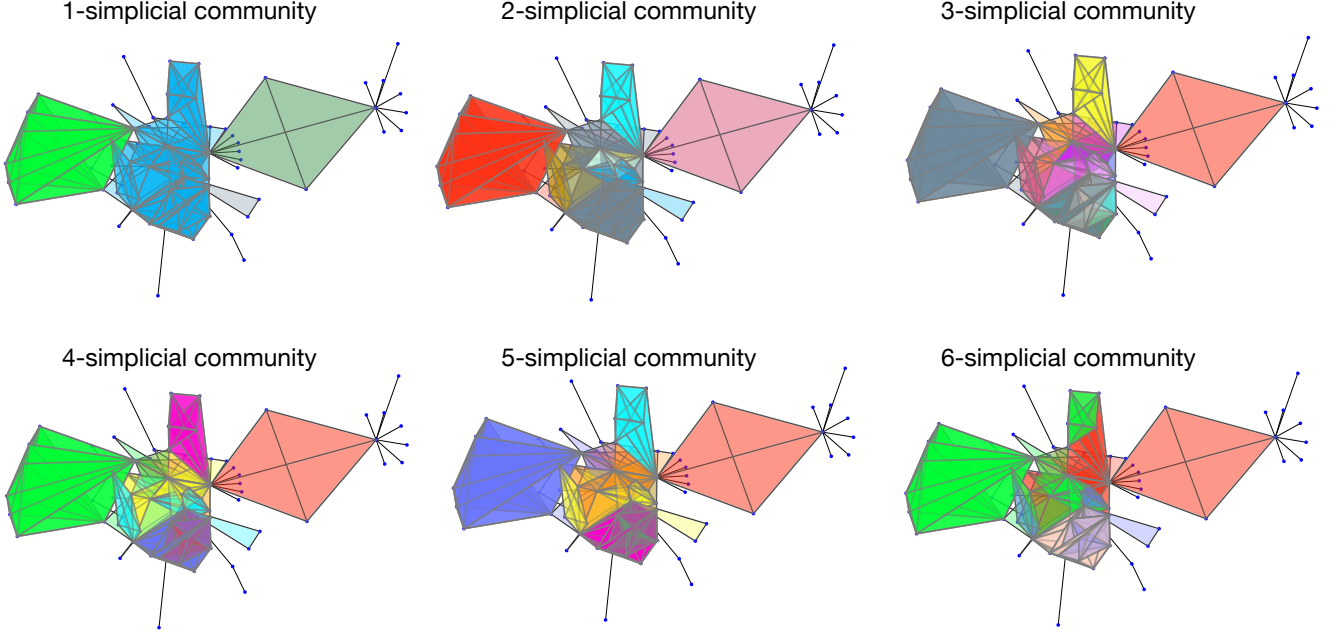 1-simplicial community
2-simplicial community
3-simplicial community
4-simplicial community
5-simplicial community
6-simplicial community